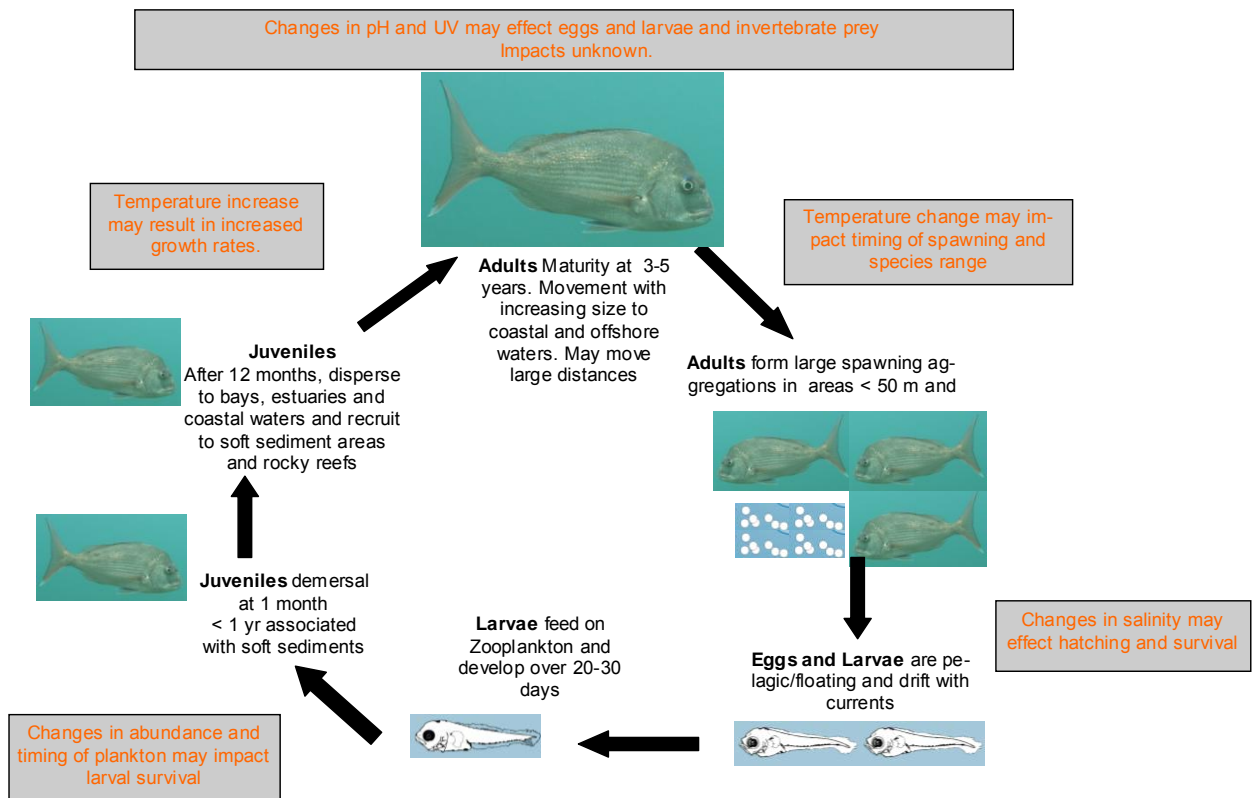 Changes in pH and UV may effect eggs and larvae and invertebrate prey
Impacts unknown.
Temperature increase
may result in increased
growth rates.
Temperature change may im-
pact timing of spawning and
species range
Adults Maturity at 3-5
years. Movement with
increasing size to
coastal and offshore
waters. May move
large distances
Adults form large spawning ag-
gregations in areas < 50 m and
Changes in salinity may
effect hatching and survival
Eggs and Larvae are pe-
lagic/floating and drift with
currents
Larvae feed on
Zooplankton and
develop over 20-30
days
Changes in abundance and
timing of plankton may impact
larval survival
Juveniles demersal
at 1 month
< 1 yr associated
with soft sediments
Juveniles
After 12 months, disperse
to bays, estuaries and
coastal waters and recruit
to soft sediment areas
and rocky reefs